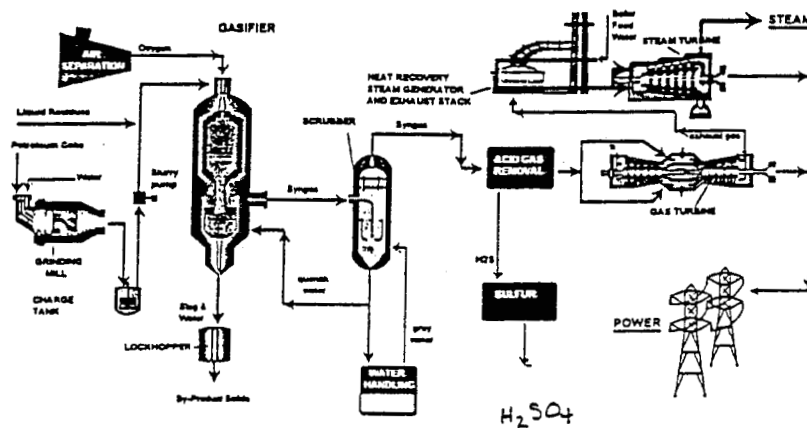 GASIFIER
AIR
SEPARATION
Oxygen
Liquid Residues
Petroleum Coke
Water
Slurry
pump
GRINDING
MILL
CHARGE
TANK
Slag &
Water
LOCKHOPPER
By-Product Solids
Syngas
quench
water
SCRUBBER
Syngas
grey
water
WATER
HANDLING
ACID GAS
REMOVAL
H2S
SULFUR
H2SO4
HEAT RECOVERY
STEAM GENERATOR
AND EXHAUST STACK
Boiler
Feed
Water
STEAM TURBINE
STEAM
exhaust gas
GAS TURBINE
POWER